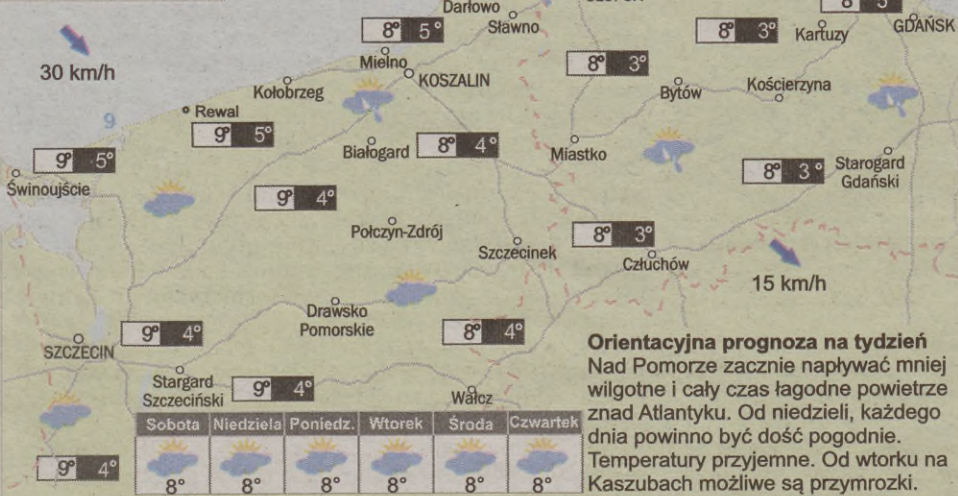 Darłowo
8° 5°
Sławno
8° 3°
Kartuzy
GDAŃSK
30 km/h
Mielno
KOSZALIN
8° 3°
Kołobrzeg
Bytów
Kościerzyna
Rewal
9
9° 5°
9° 5°
Białogard
8° 4°
Miastko
8° 3°
Starogard
Gdański
Świnoujście
9° 4°
Połczyn-Zdrój
8° 3°
Szczecinek
Człuchów
15 km/h
Drawsko
Pomorskie
9° 4°
8° 4°
SZCZECIN
Stargard
Szczeciński
9° 4°
Wałcz
9° 4°
Sobota Niedziela Poniedz. Wtorek Środa Czwartek
8° 8° 8° 8° 8° 8°
Orientacyjna prognoza na tydzień
Nad Pomorze zacznie napływać mniej
wilgotne i cały czas łagodne powietrze
znad Atlantyku. Od niedzieli, każdego
dnia powinno być dość pogodnie.
Temperatury przyjemne. Od wtorku na
Kaszubach możliwe są przymrozki.